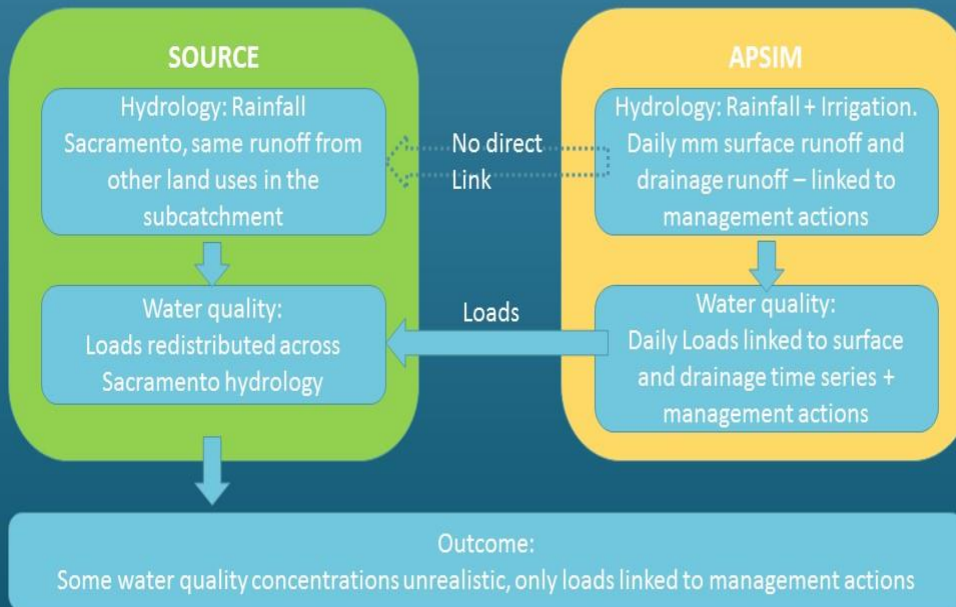 SOURCE
Hydrology: Rainfall
Sacramento, same runoff from
other land uses in the
subcatchment
Water quality:
Loads redistributed across
Sacramento hydrology
No direct
Link
Loads
APSIM
Hydrology: Rainfall + Irrigation.
Daily mm surface runoff and
drainage runoff – linked to
management actions
Water quality:
Daily Loads linked to surface
and drainage time series +
management actions
Outcome:
Some water quality concentrations unrealistic, only loads linked to management actions